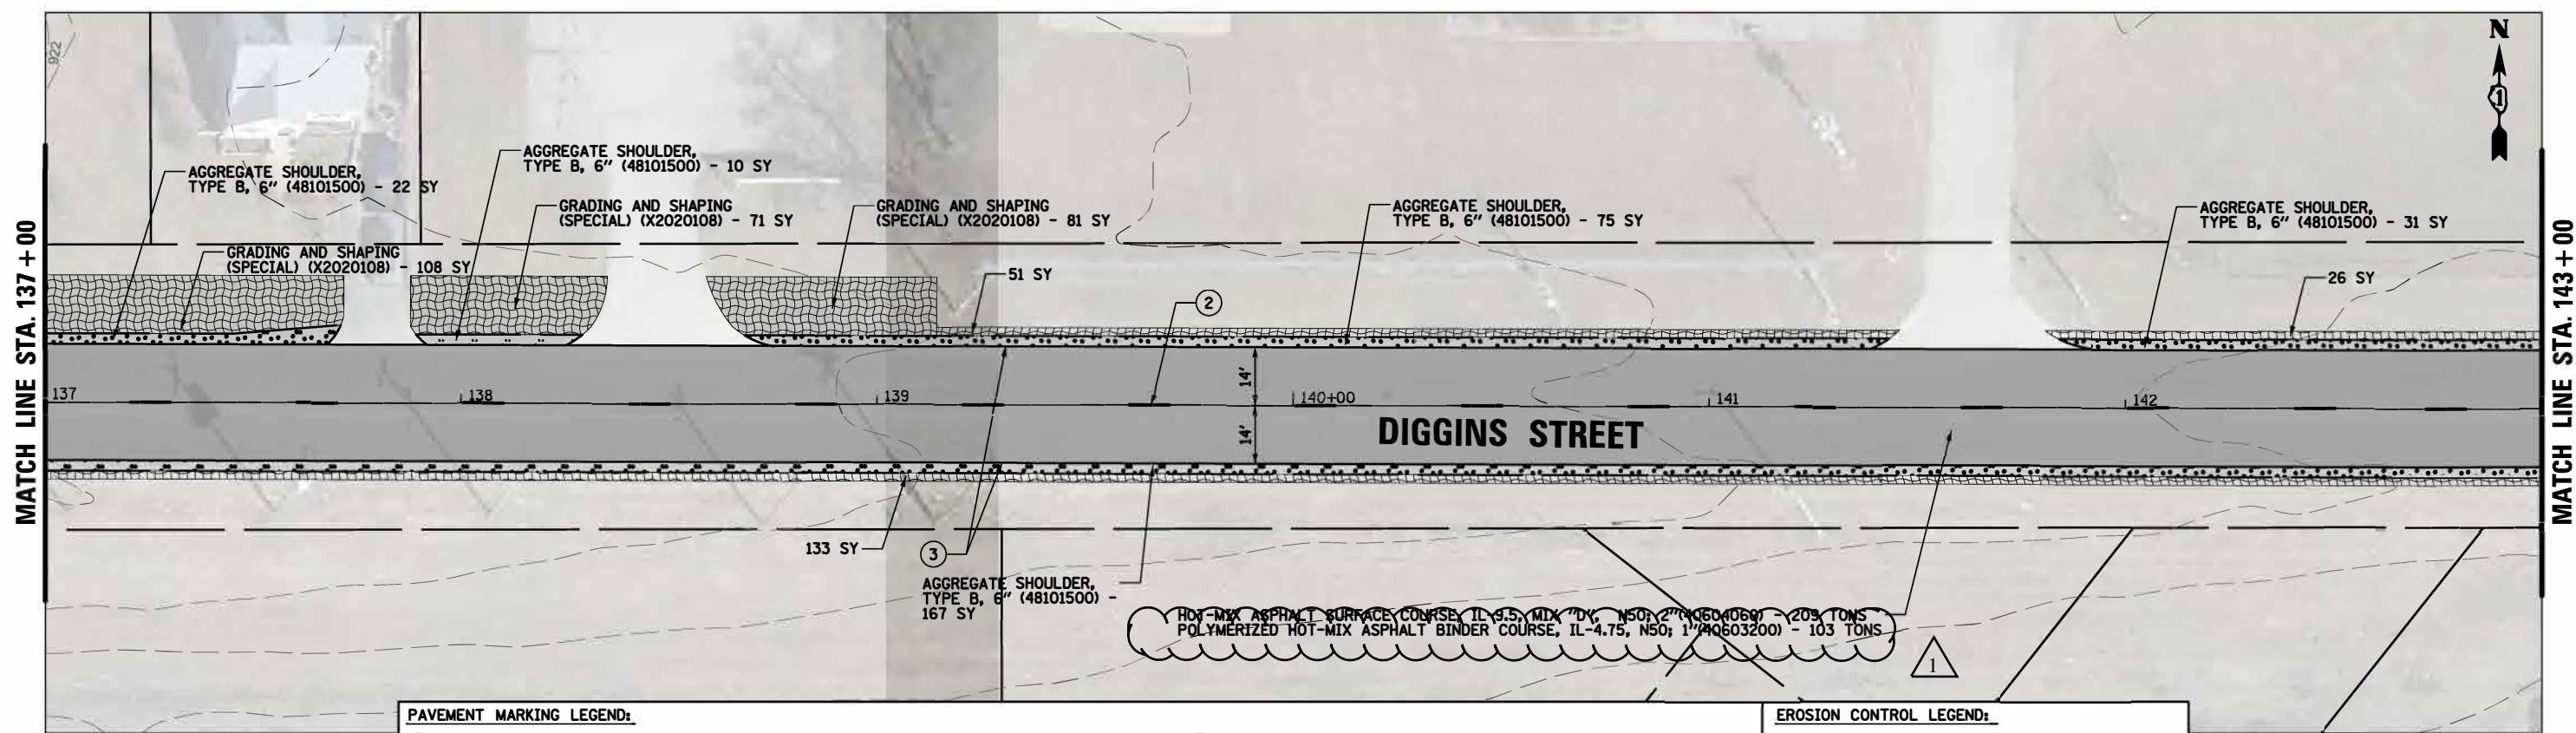 922
N
1
AGGREGATE SHOULDER,
TYPE B, 6" (48101500) - 22 SY
AGGREGATE SHOULDER,
TYPE B, 6" (48101500) - 10 SY
GRADING AND SHAPING
(SPECIAL) (X2020108) - 71 SY
GRADING AND SHAPING
(SPECIAL) (X2020108) - 81 SY
AGGREGATE SHOULDER,
TYPE B, 6" (48101500) - 75 SY
AGGREGATE SHOULDER,
TYPE B, 6" (48101500) - 31 SY
GRADING AND SHAPING
(SPECIAL) (X2020108) - 108 SY
51 SY
26 SY
2
MATCH LINE STA. 137+00
MATCH LINE STA. 143+00
137
138
139
140+00
141
142
14'
14'
DIGGINS STREET
133 SY
3
AGGREGATE SHOULDER,
TYPE B, 6" (48101500) -
167 SY
HOT-MIX ASPHALT SURFACE COURSE, IL-9.5, MIX "D", N50; 2"(40604060) - 209 TONS
POLYMERIZED HOT-MIX ASPHALT BINDER COURSE, IL-4.75, N50; 1"(40603200) - 103 TONS
1
PAVEMENT MARKING LEGEND:
EROSION CONTROL LEGEND: